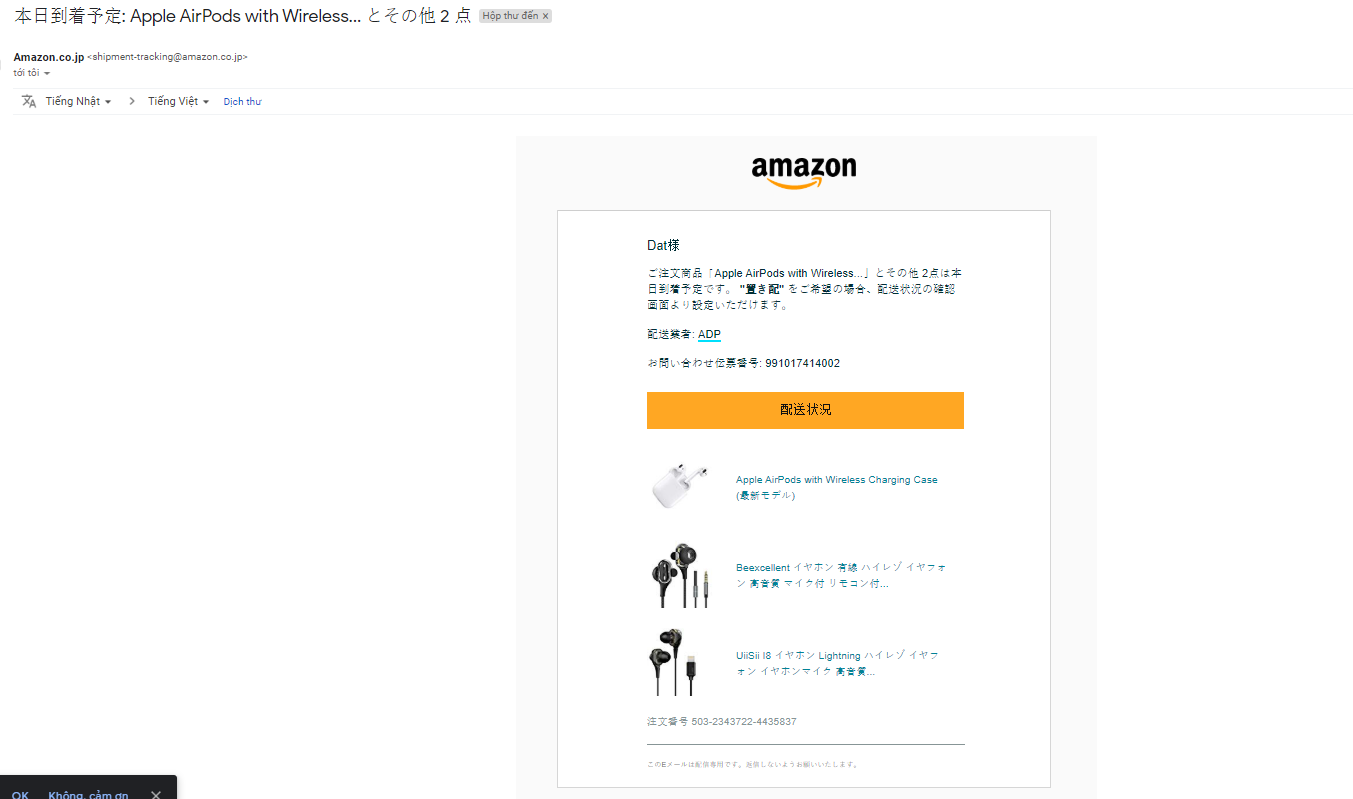 本日到着予定: Apple AirPods with Wireless... とその他 2 点 Hộp thư đến x
Amazon.co.jp <shipment-tracking@amazon.co.jp>
tới tôi
Tiếng Nhật > Tiếng Việt Dịch thư
amazon
Dat様
ご注文商品「Apple AirPods with Wireless...」とその他 2点は本
日到着予定です。 "置き配" をご希望の場合、配送状況の確認
画面より設定いただけます。
配送業者: ADP
お問い合わせ伝票番号: 991017414002
配送状況
Apple AirPods with Wireless Charging Case
(最新モデル)
Beexcellent イヤホン 有線 ハイレゾ イヤフォ
ン 高音質 マイク付 リモコン付...
UiiSii I8 イヤホン Lightning ハイレゾ イヤフ
ォン イヤホンマイク 高音質...
注文番号 503-2343722-4435837
このEメールは配信専用です。返信しないようお願いいたします。
OK Không, cảm ơn ×